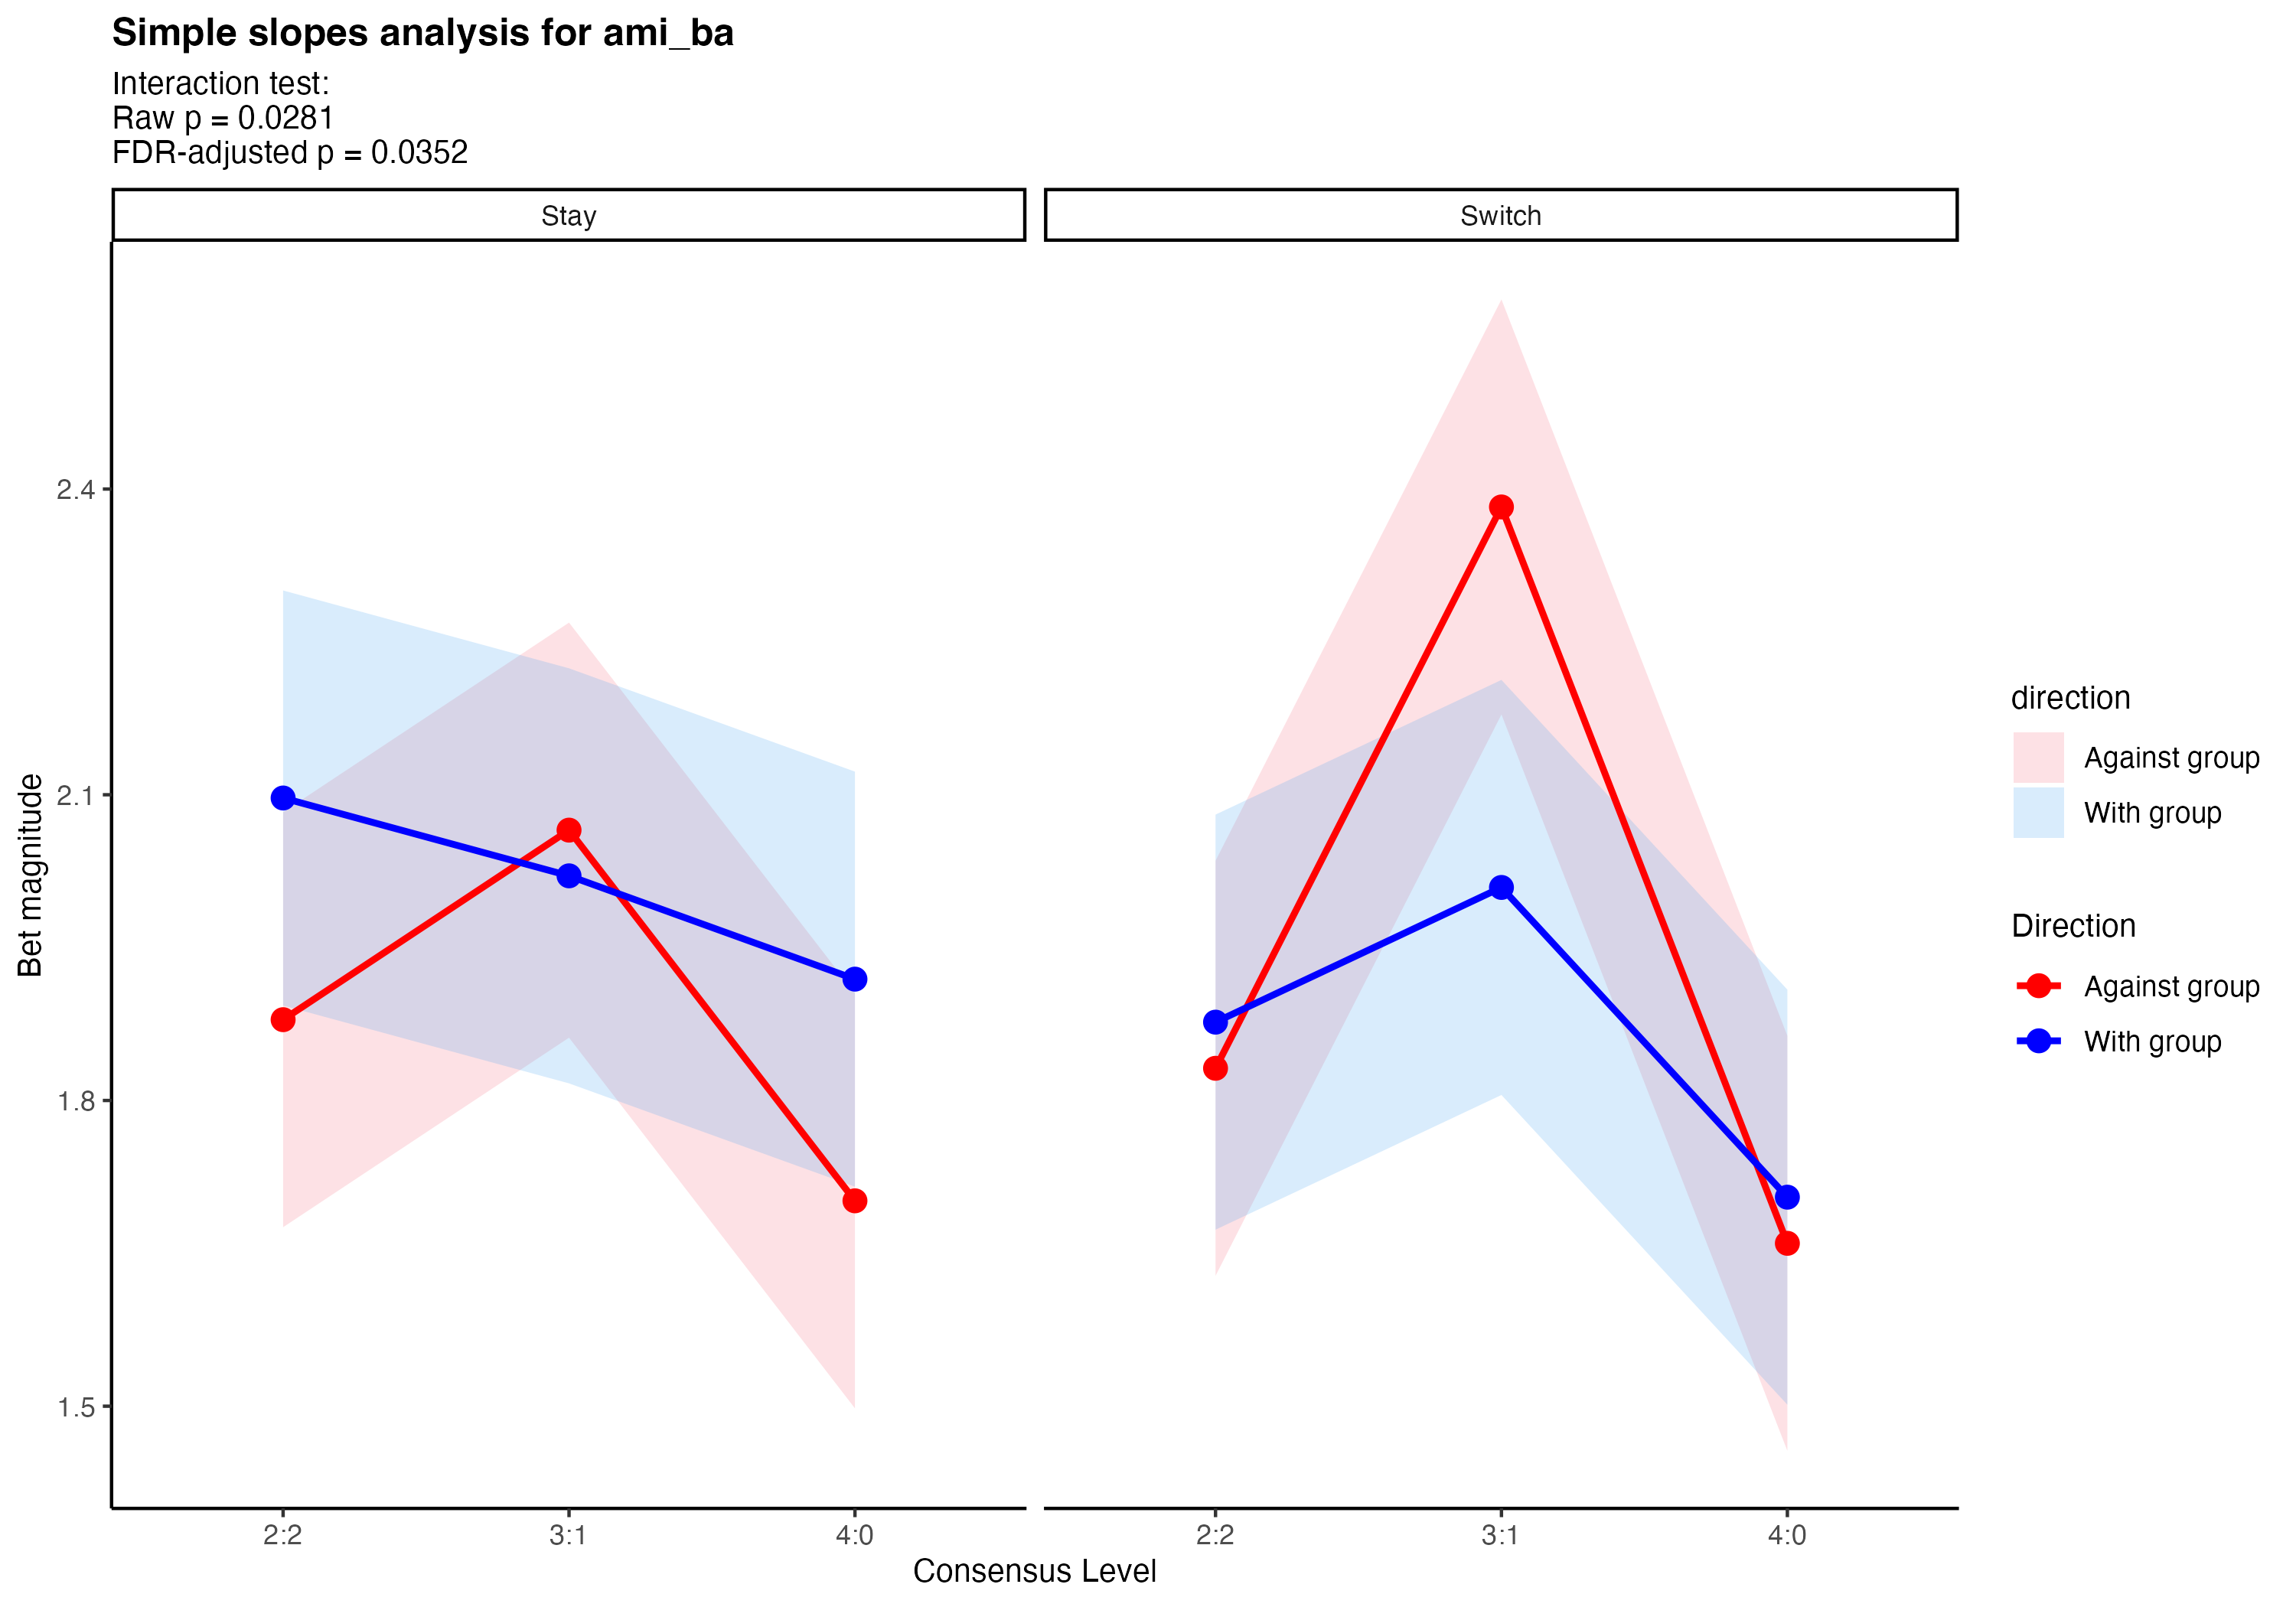 Simple slopes analysis for ami_ba
Interaction test:
Raw p = 0.0281
FDR-adjusted p = 0.0352
Stay
Switch
Bet magnitude
2.4
2.1
1.8
1.5
2:2
3:1
4:0
2:2
3:1
4:0
Consensus Level
direction
Against group
With group
Direction
Against group
With group